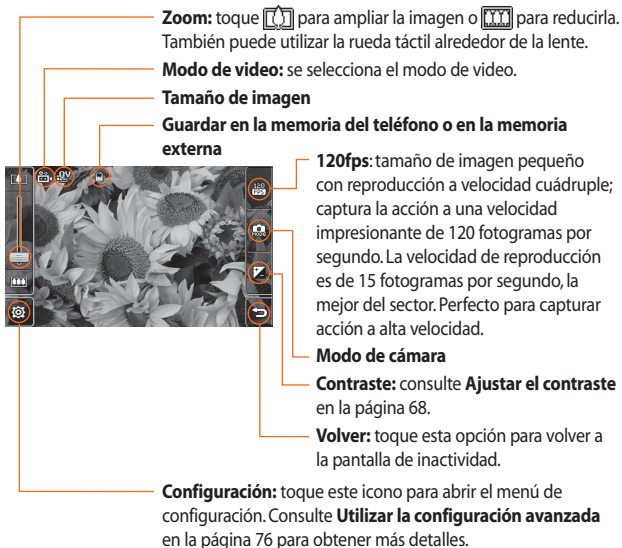 Zoom: toque para ampliar la imagen o para reducirla.
También puede utilizar la rueda táctil alrededor de la lente.
Modo de video: se selecciona el modo de video.
Tamaño de imagen
Guardar en la memoria del teléfono o en la memoria
externa
120fps: tamaño de imagen pequeño
con reproducción a velocidad cuádruple;
captura la acción a una velocidad
impresionante de 120 fotogramas por
segundo. La velocidad de reproducción
es de 15 fotogramas por segundo, la
mejor del sector. Perfecto para capturar
acción a alta velocidad.
Modo de cámara
Contraste: consulte Ajustar el contraste
en la página 68.
Volver: toque esta opción para volver a
la pantalla de inactividad.
Configuración: toque este icono para abrir el menú de
configuración. Consulte Utilizar la configuración avanzada
en la página 76 para obtener más detalles.
120
FPS
MODE